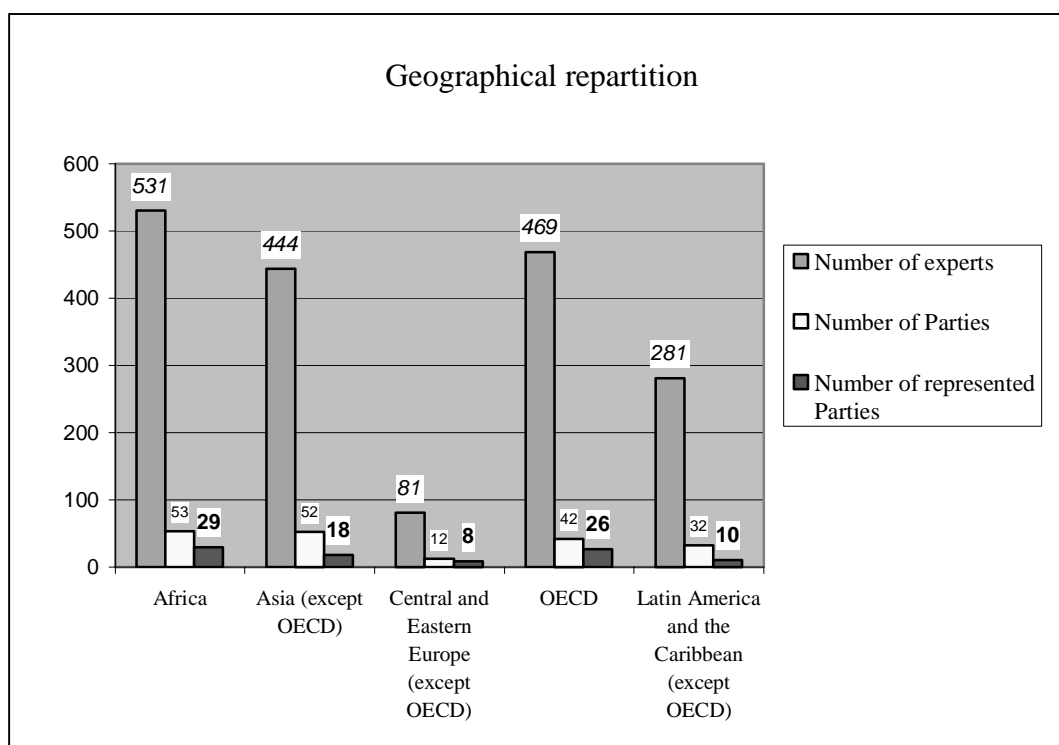 Geographical repartition
600
500
400
300
200
100
0
531
53
29
444
52
18
81
12
8
469
42
26
281
32
10
Africa
Asia (except
OECD)
Central and
Eastern
Europe
(except
OECD)
OECD
Latin America
and the
Caribbean
(except
OECD)
Number of experts
Number of Parties
Number of represented
Parties